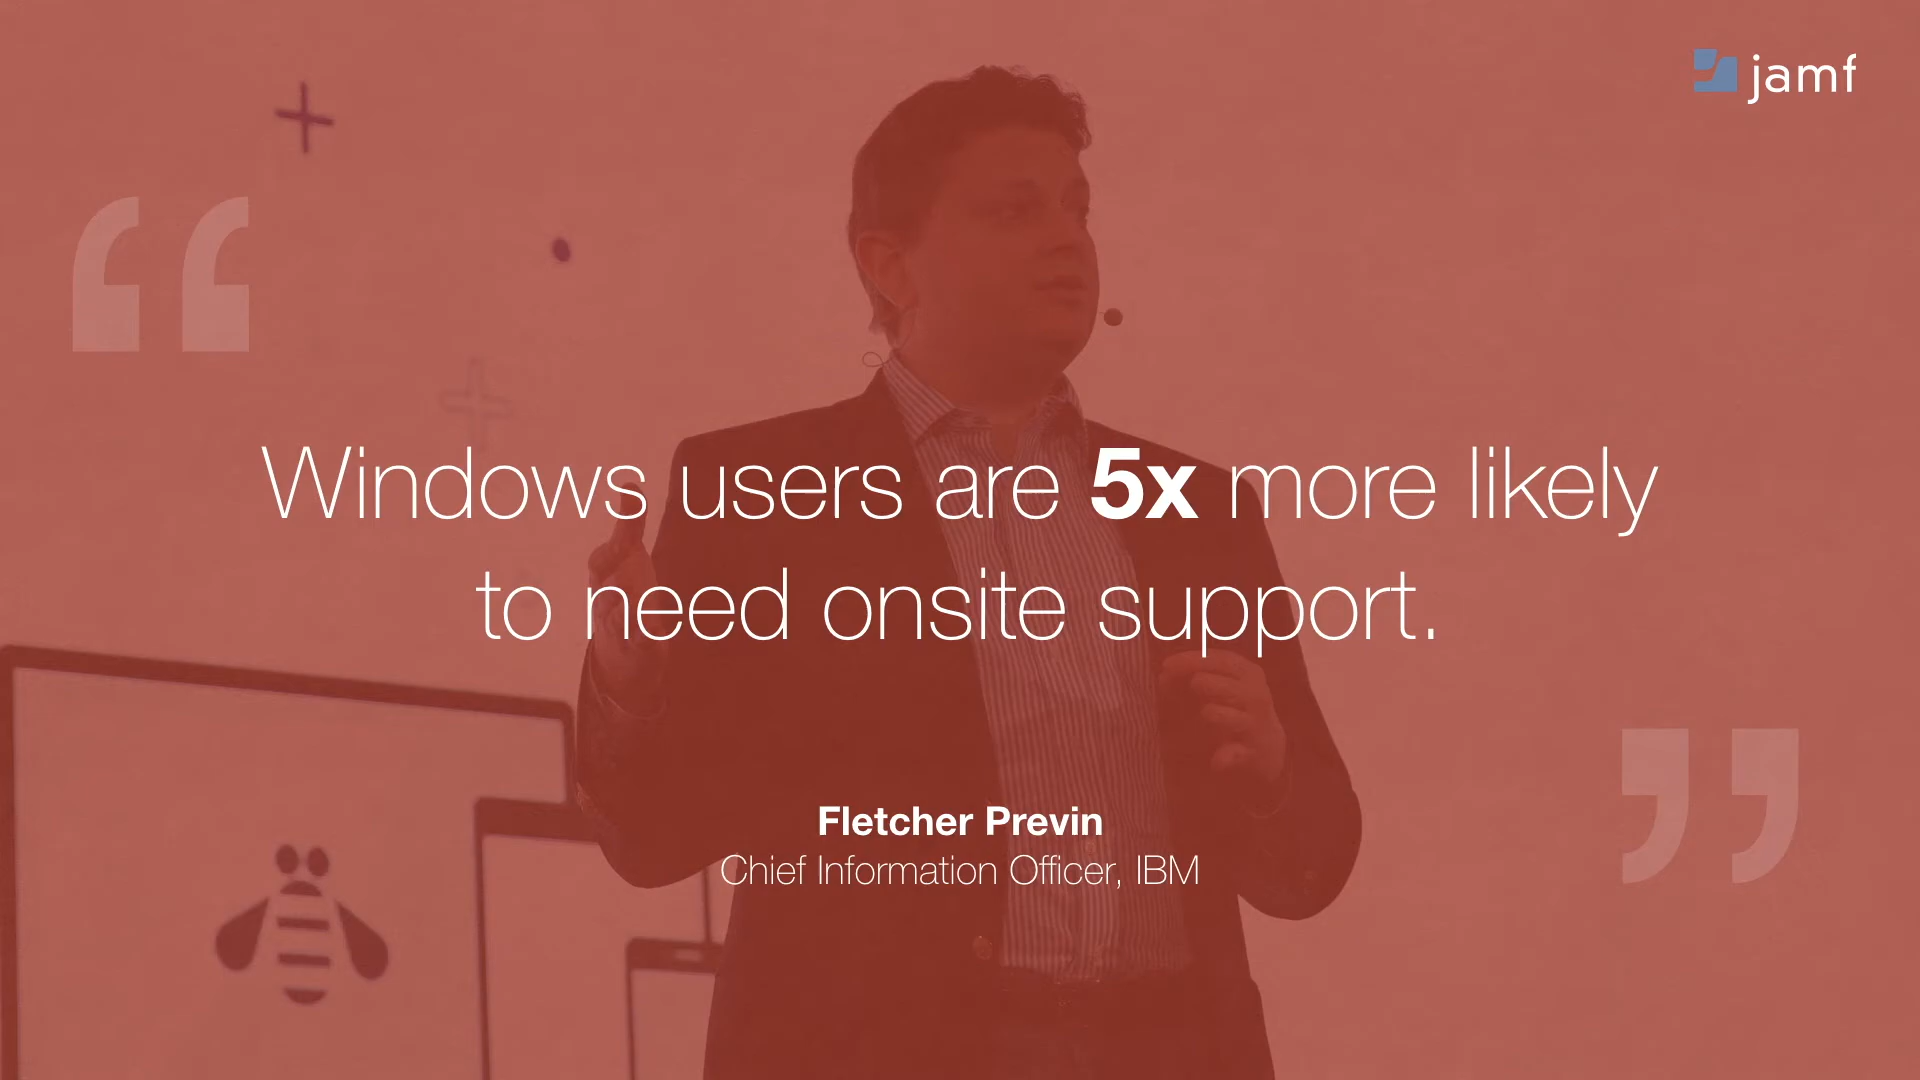 jamf
“
Windows users are 5x more likely
to need onsite support.
”
Fletcher Previn
Chief Information Officer, IBM